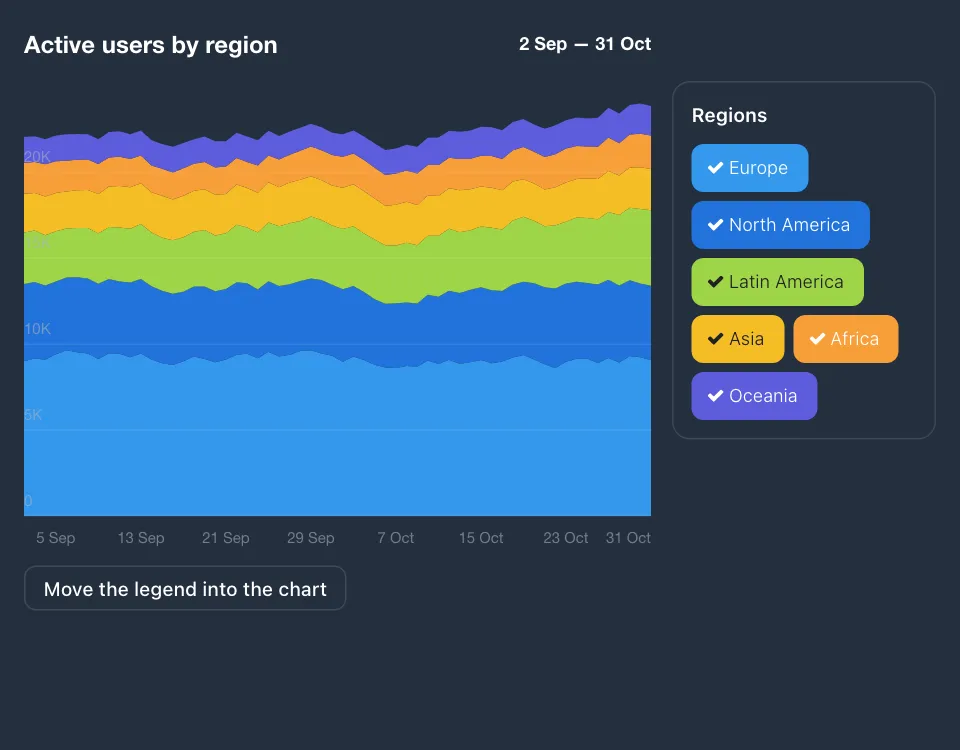 Active users by region
2 Sep — 31 Oct
20K
10K
5K
0
5 Sep
13 Sep
21 Sep
29 Sep
7 Oct
15 Oct
23 Oct
31 Oct
Regions
Europe
North America
Latin America
Asia
Africa
Oceania
Move the legend into the chart